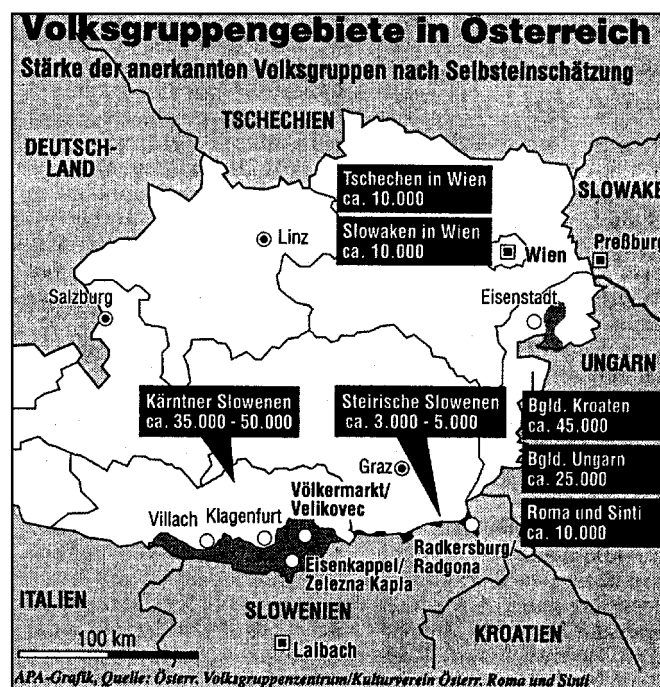 Volksgruppengebiete in Österreich
Stärke der anerkannten Volksgruppen nach Selbsteinschätzung
TSCHECHIEN
DEUTSCH-
LAND
SLOWAKE
Tschechen in Wien
ca. 10.000
Slowaken in Wien
ca. 10.000
Linz
Wien
Preßburg
Salzburg
Eisenstadt
UNGARN
Kärntner Slowenen
ca. 35.000 - 50.000
Steirische Slowenen
ca. 3.000 - 5.000
Bgld. Kroaten
ca. 45.000
Bgld. Ungarn
ca. 25.000
Roma und Sinti
ca. 10.000
Graz
Völkermarkt/
Velikovec
Villach
Klagenfurt
Eisenkappel/
Zelezna Kapla
Radkersburg/
Radgona
ITALIEN
SLOWENIEN
KROATIEN
100 km
Laibach
APA-Grafik, Quelle: Österr. Volksgruppenzentrum/Kulturverein Österr. Roma und Sinti